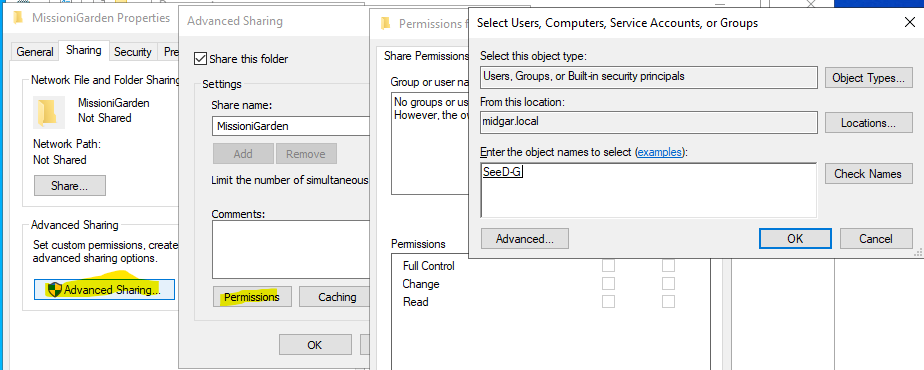 MissioniGarden Properties
General
Sharing
Security
Pre
Network File and Folder Sharing
MissioniGarden
Not Shared
Network Path:
Not Shared
Share...
Advanced Sharing
Set custom permissions, create
advanced sharing options.
Advanced Sharing...
Advanced Sharing
Share this folder
Settings
Share name:
MissioniGarden
Add
Remove
Limit the number of simultaneous
Comments:
Permissions
Caching
OK
Permissions f
Share Permissions
Group or user na
No groups or us
However, the ow
Permissions
Full Control
Change
Read
Select Users, Computers, Service Accounts, or Groups
Select this object type:
Users, Groups, or Built-in security principals
Object Types...
From this location:
midgar.local
Locations...
Enter the object names to select (examples):
SeeD-G
Check Names
Advanced...
OK
Cancel